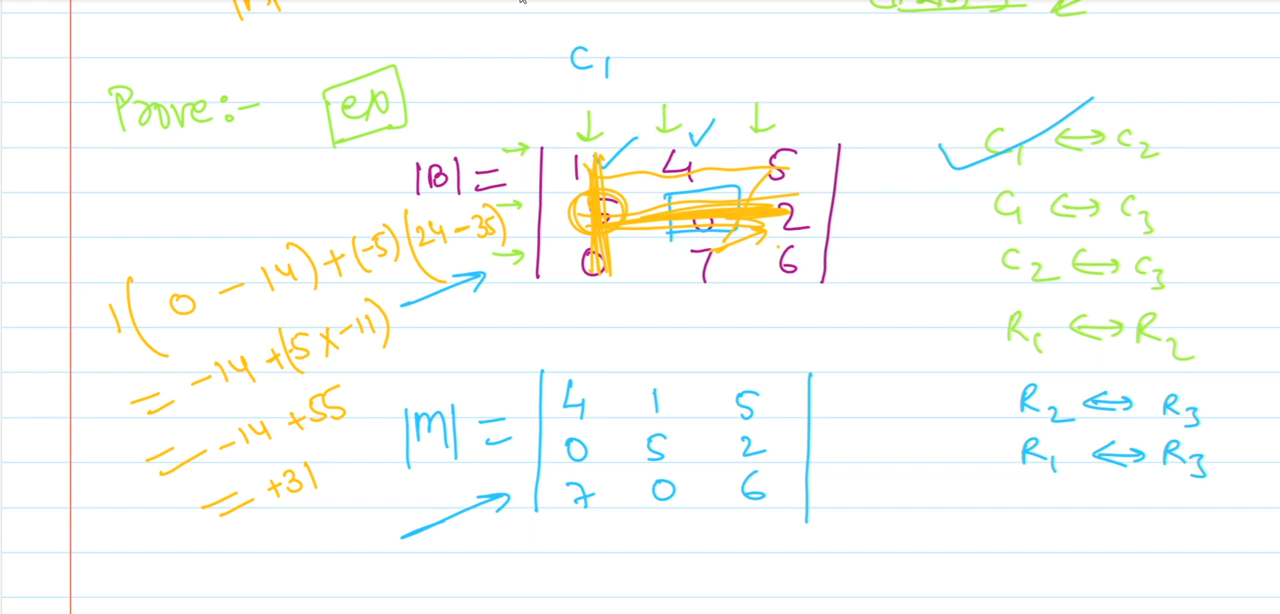 C₁
Prove:- ex
|B| = | 1 4 5 |
| 5 0 2 |
| 0 7 6 |
1(0 - 14) + (-5)(24 - 35)
= -14 + (-5 x -11)
= -14 + 55
= +31
|M| = | 4 1 5 |
| 0 5 2 |
| 7 0 6 |
C₁ ↔ C₂
C₁ ↔ C₃
C₂ ↔ C₃
R₁ ↔ R₂
R₂ ↔ R₃
R₁ ↔ R₃